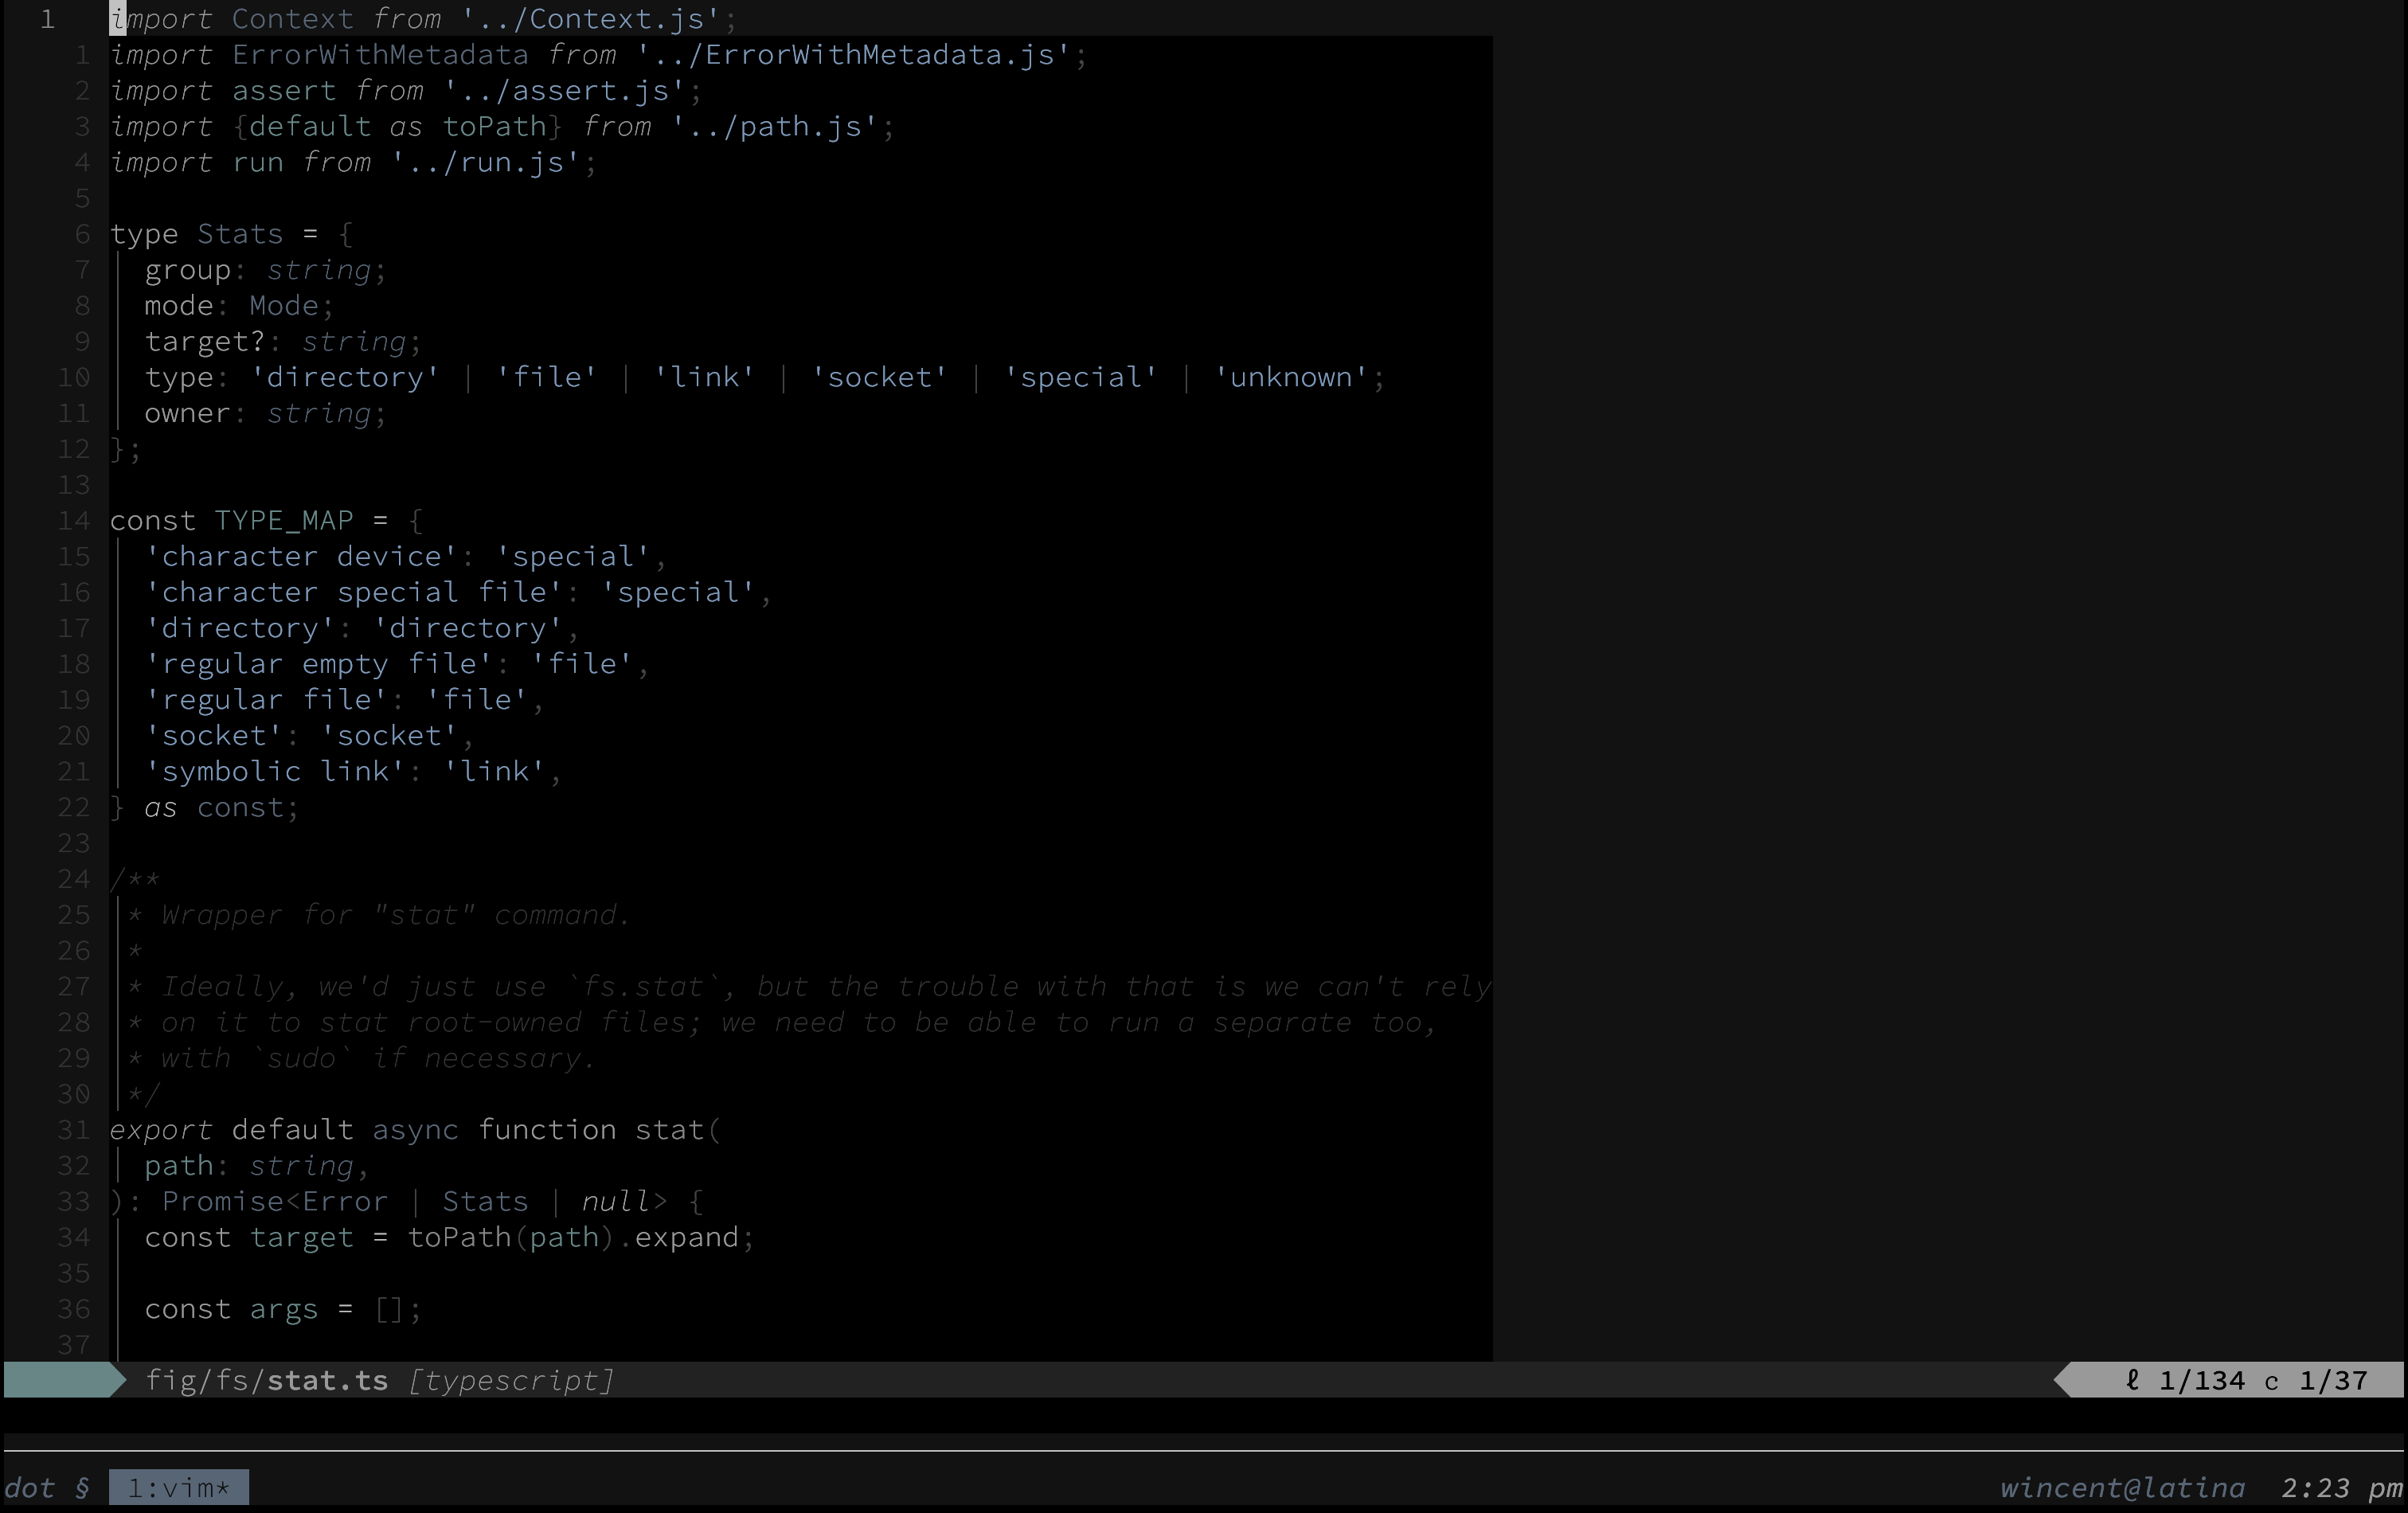 1 import Context from '../Context.js';
1 import ErrorWithMetadata from '../ErrorWithMetadata.js';
2 import assert from '../assert.js';
3 import {default as toPath} from '../path.js';
4 import run from '../run.js';
5
6 type Stats = {
7   group: string;
8   mode: Mode;
9   target?: string;
10   type: 'directory' | 'file' | 'link' | 'socket' | 'special' | 'unknown';
11   owner: string;
12 };
13
14 const TYPE_MAP = {
15   'character device': 'special',
16   'character special file': 'special',
17   'directory': 'directory',
18   'regular empty file': 'file',
19   'regular file': 'file',
20   'socket': 'socket',
21   'symbolic link': 'link',
22 } as const;
23
24 /**
25  * Wrapper for "stat" command.
26  *
27  * Ideally, we'd just use `fs.stat`, but the trouble with that is we can't rely
28  * on it to stat root-owned files; we need to be able to run a separate too,
29  * with `sudo` if necessary.
30  */
31 export default async function stat(
32   path: string,
33 ): Promise<Error | Stats | null> {
34   const target = toPath(path).expand;
35
36   const args = [];
37
fig/fs/stat.ts [typescript] ℓ 1/134 c 1/37
dot § 1:vim* wincent@latina 2:23 pm